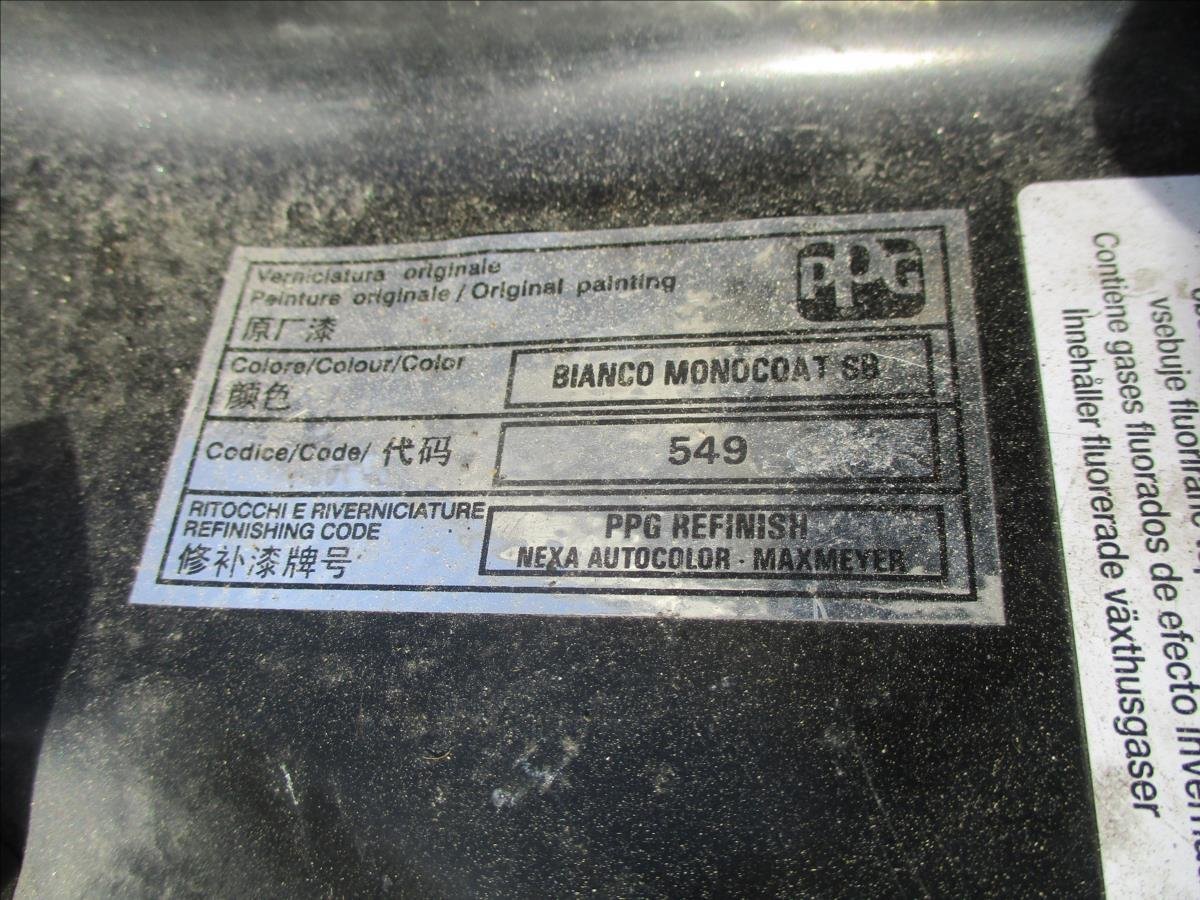 Verniciatura originale
Peinture originale / Original painting
原厂漆
PPG
Colore/Colour/Color
颜色
BIANCO MONOCOAT SB
Codice/Code/ 代码
549
RITOCCHI E RIVERNICIATURE
REFINISHING CODE
修补漆牌号
PPG REFINISH
NEXA AUTOCOLOR - MAXMEYER
vsebuje fluorirane
Contiene gases fluorados de efecto inver
Innehåller fluorerade växthusgaser